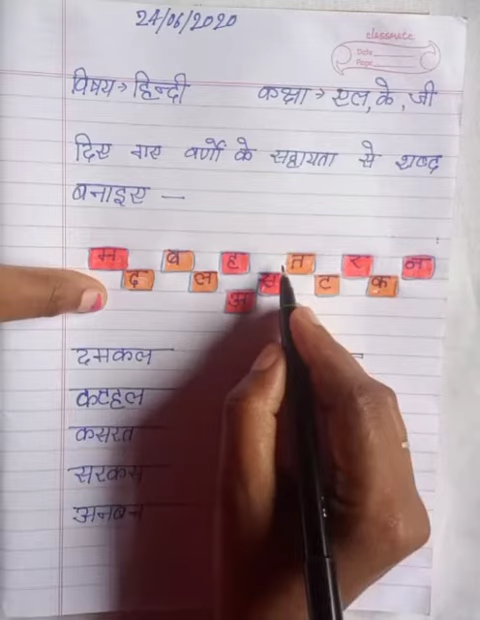 24/06/2020
classmate
Date
Page
विषय → हिन्दी कक्षा → एल, के, जी
दिए गए वर्णों के सहायता से शब्द
बनाइए —
म ब ह त र न
द ल स ट क
अ
दमकल
कटहल
कसरत
सरकस
अनबन